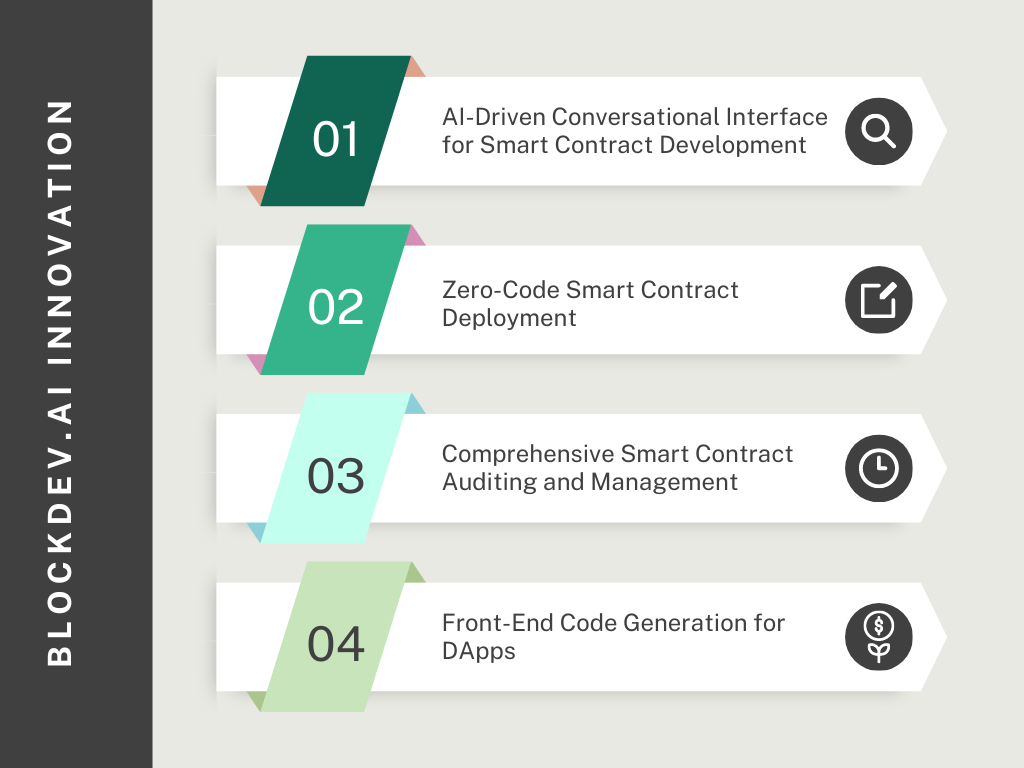 BLOCKDEV.AI INNOVATION
01
AI-Driven Conversational Interface
for Smart Contract Development
02
Zero-Code Smart Contract
Deployment
03
Comprehensive Smart Contract
Auditing and Management
04
Front-End Code Generation for
DApps
$